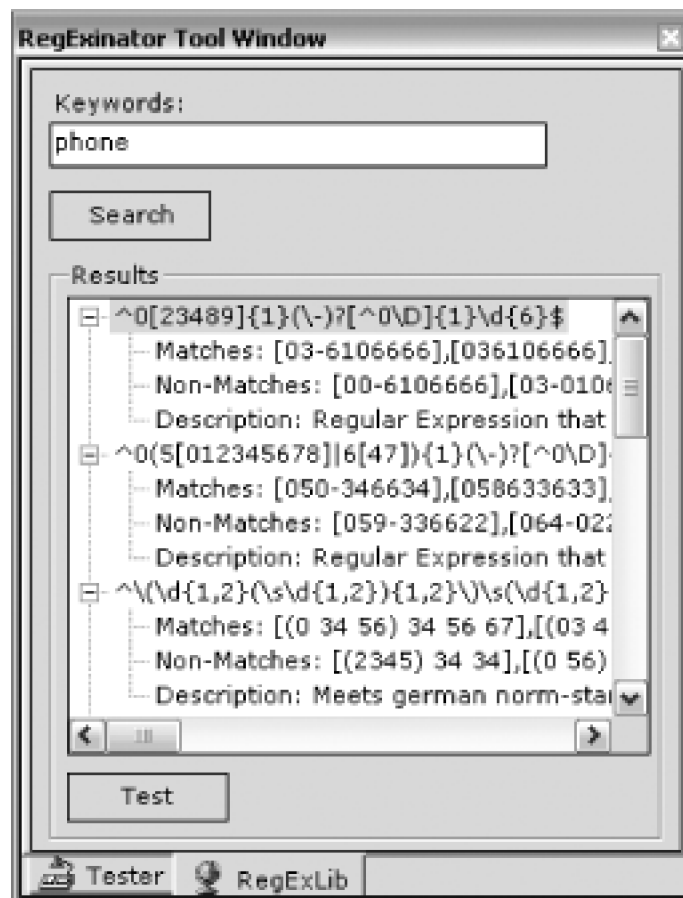 RegExinator Tool Window
Keywords:
phone
Search
Results
^0[23489]{1}(\-)?[^0\D]{1}\d{6}$
Matches: [03-6106666],[036106666],
Non-Matches: [00-6106666],[03-0106
Description: Regular Expression that
^0(5[012345678]|6[47]){1}(\-)?[^0\D]
Matches: [050-346634],[058633633],
Non-Matches: [059-336622],[064-022
Description: Regular Expression that
^\(\d{1,2}(\s\d{1,2}){1,2}\)\s(\d{1,2}
Matches: [(0 34 56) 34 56 67],[(03 4
Non-Matches: [(2345) 34 34],[(0 56)
Description: Meets german norm-sta
Test
Tester
RegExLib